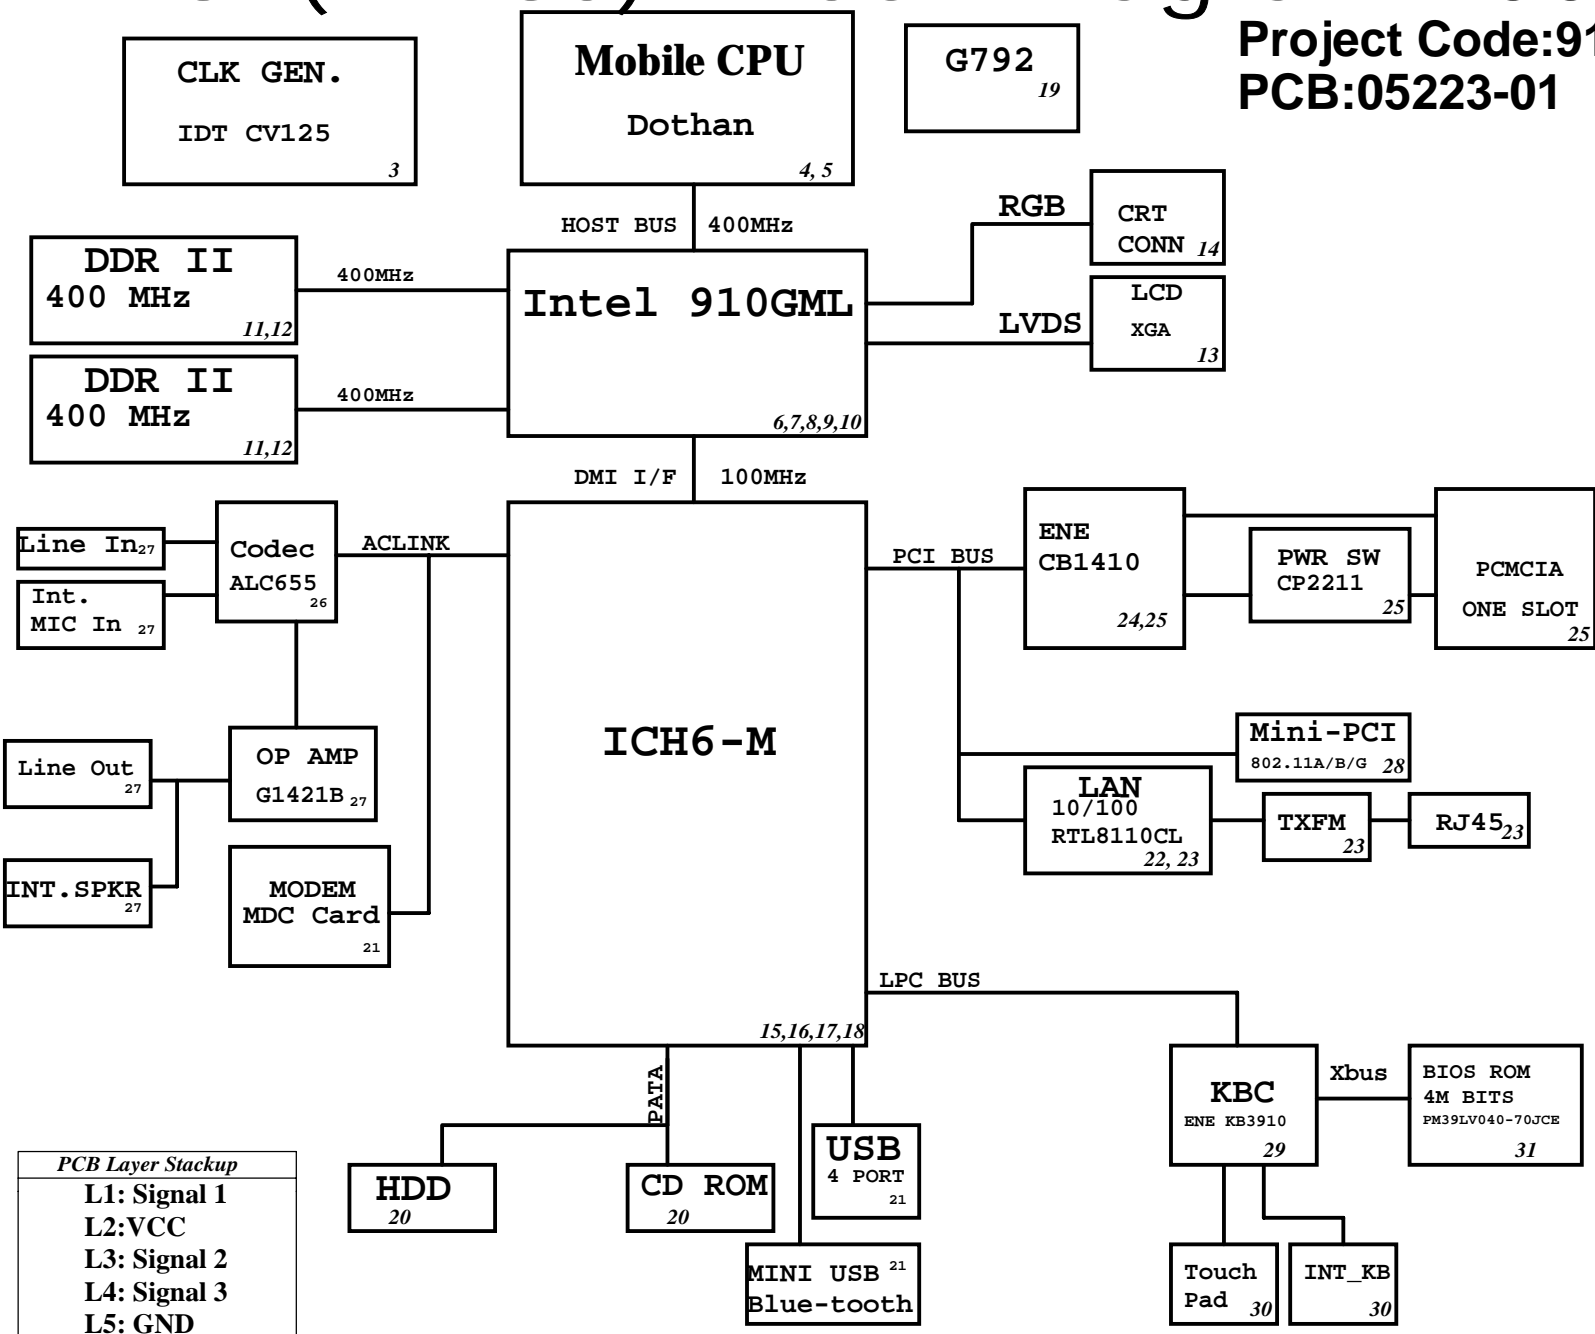 Project Code:91
PCB:05223-01
CLK GEN.
IDT CV125
3
Mobile CPU
Dothan
4, 5
G792
19
HOST BUS 400MHz
RGB
CRT
CONN 14
DDR II
400 MHz
11,12
400MHz
Intel 910GML
6,7,8,9,10
LVDS
LCD
XGA
13
DDR II
400 MHz
11,12
400MHz
DMI I/F 100MHz
Line In 27
Int.
MIC In 27
Codec
ALC655
26
ACLINK
ICH6-M
15,16,17,18
PCI BUS
ENE
CB1410
24,25
PWR SW
CP2211
25
PCMCIA
ONE SLOT
25
Line Out
27
OP AMP
G1421B 27
INT.SPKR
27
MODEM
MDC Card
21
Mini-PCI
802.11A/B/G 28
LAN
10/100
RTL8110CL
22, 23
TXFM
23
RJ45 23
LPC BUS
PATA
HDD
20
CD ROM
20
USB
4 PORT
21
MINI USB 21
Blue-tooth
KBC
ENE KB3910
29
Xbus
BIOS ROM
4M BITS
PM39LV040-70JCE
31
Touch
Pad 30
INT_KB
30
PCB Layer Stackup
L1: Signal 1
L2:VCC
L3: Signal 2
L4: Signal 3
L5: GND